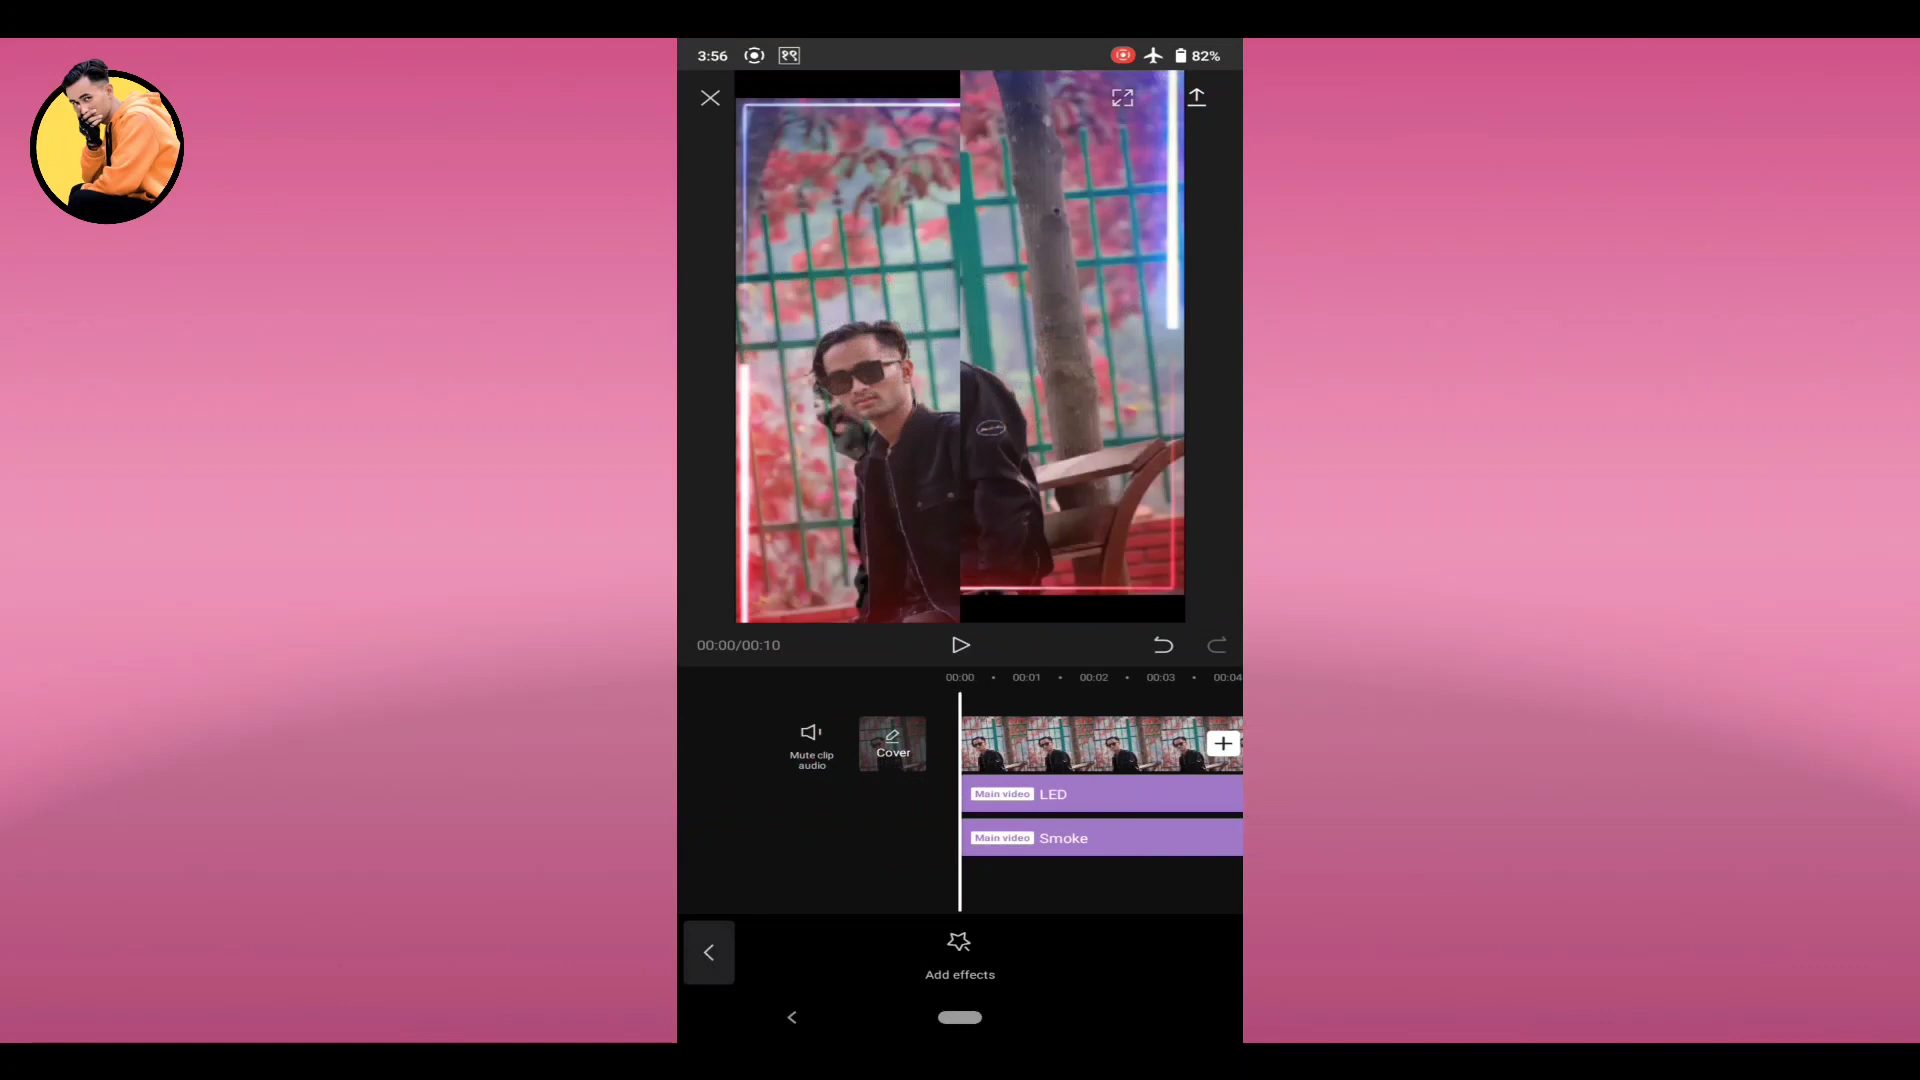 3:56
११
82%
00:00/00:10
00:00
00:01
00:02
00:03
00:04
Mute clip
audio
Cover
Main video LED
Main video Smoke
Add effects